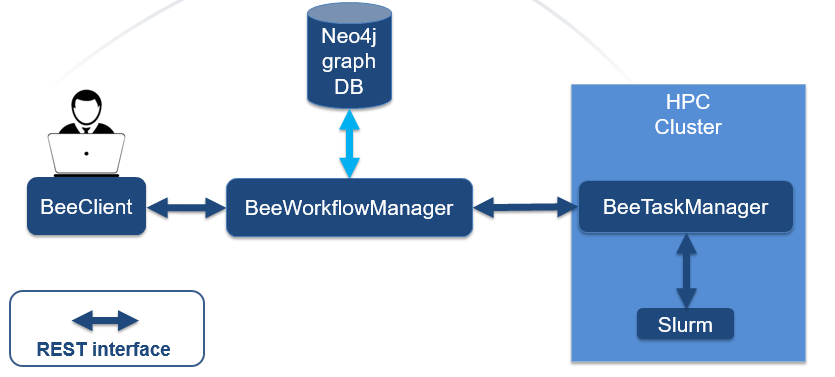 Neo4j
graph
DB
HPC
Cluster
BeeClient
BeeWorkflowManager
BeeTaskManager
Slurm
REST interface